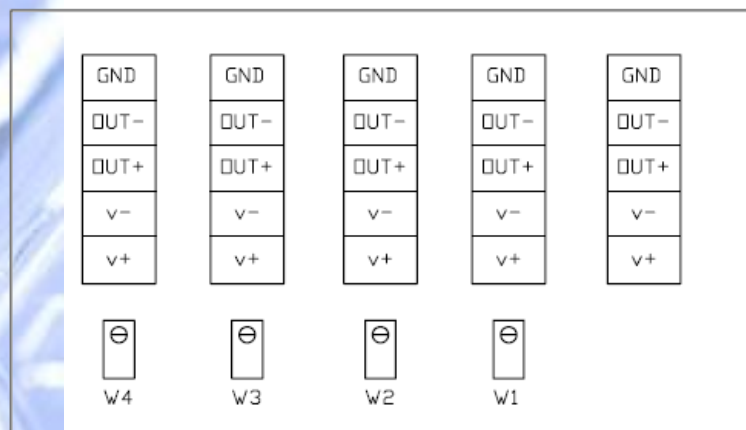 GND GND GND GND GND
OUT- OUT- OUT- OUT- OUT-
OUT+ OUT+ OUT+ OUT+ OUT+
v- v- v- v- v-
v+ v+ v+ v+ v+
W4 W3 W2 W1